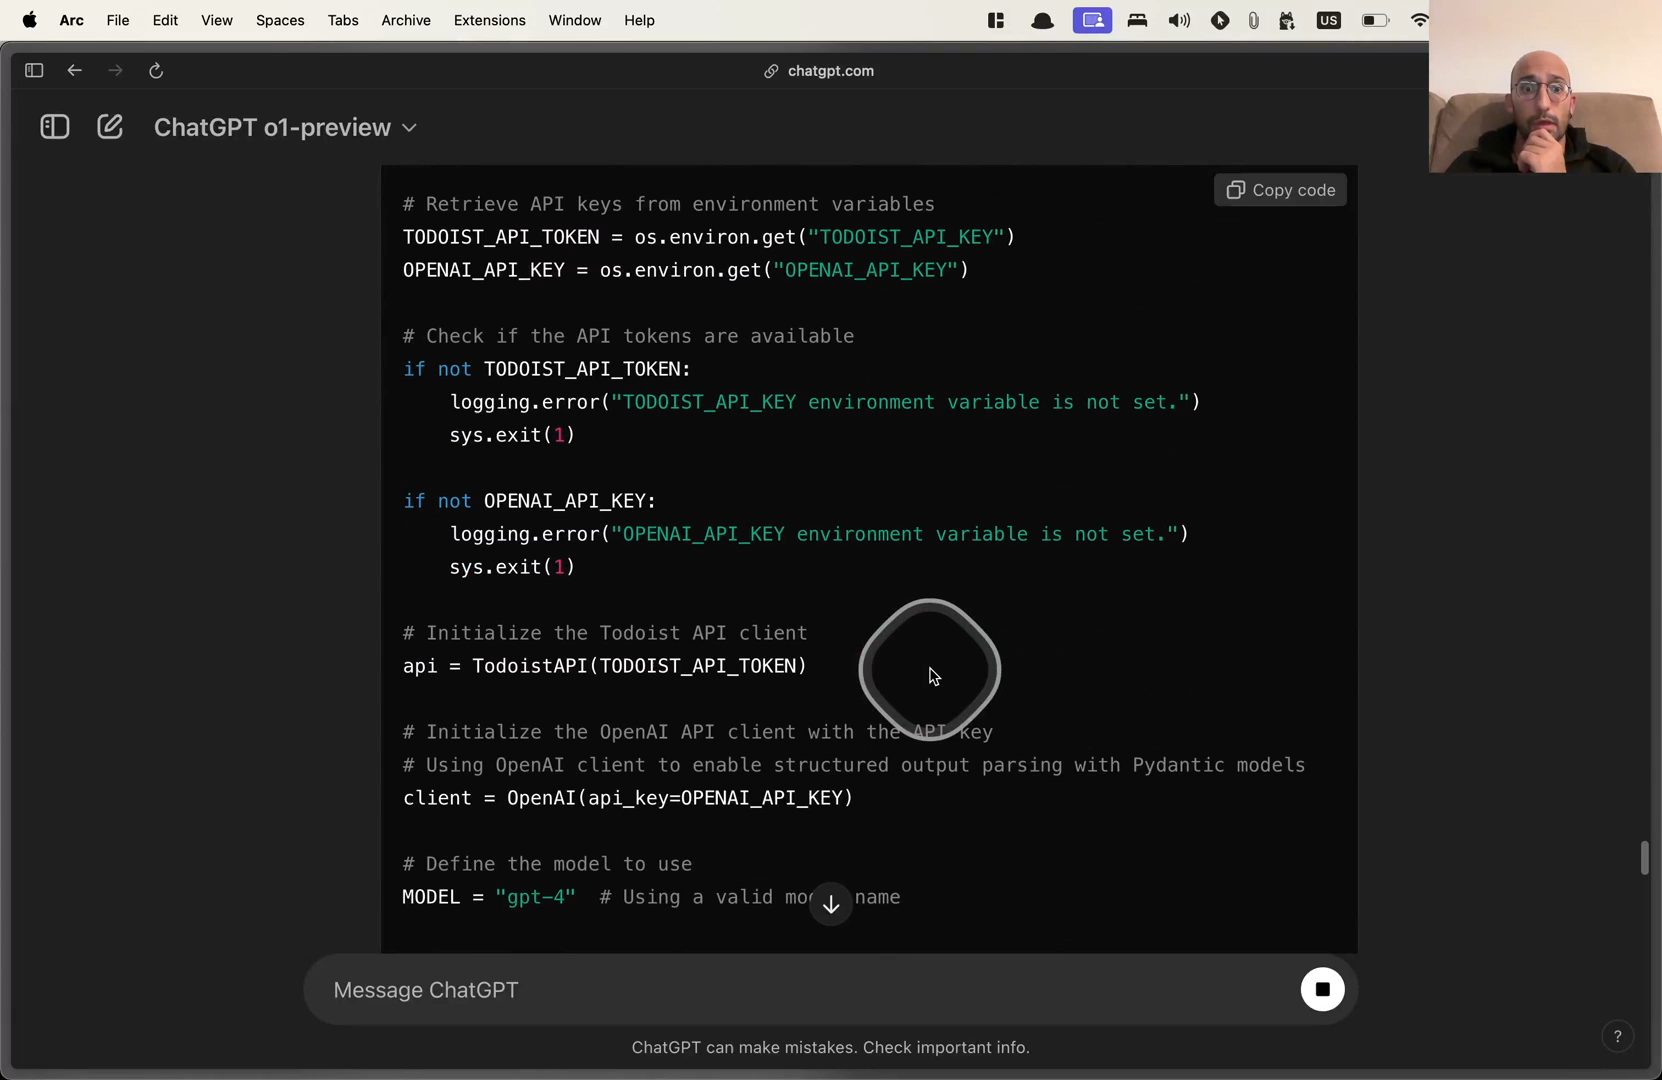 Arc File Edit View Spaces Tabs Archive Extensions Window Help US
chatgpt.com
ChatGPT o1-preview
Copy code
# Retrieve API keys from environment variables
TODOIST_API_TOKEN = os.environ.get("TODOIST_API_KEY")
OPENAI_API_KEY = os.environ.get("OPENAI_API_KEY")
# Check if the API tokens are available
if not TODOIST_API_TOKEN:
    logging.error("TODOIST_API_KEY environment variable is not set.")
    sys.exit(1)
if not OPENAI_API_KEY:
    logging.error("OPENAI_API_KEY environment variable is not set.")
    sys.exit(1)
# Initialize the Todoist API client
api = TodoistAPI(TODOIST_API_TOKEN)
# Initialize the OpenAI API client with the API key
# Using OpenAI client to enable structured output parsing with Pydantic models
client = OpenAI(api_key=OPENAI_API_KEY)
# Define the model to use
MODEL = "gpt-4"  # Using a valid name
Message ChatGPT
ChatGPT can make mistakes. Check important info.
?